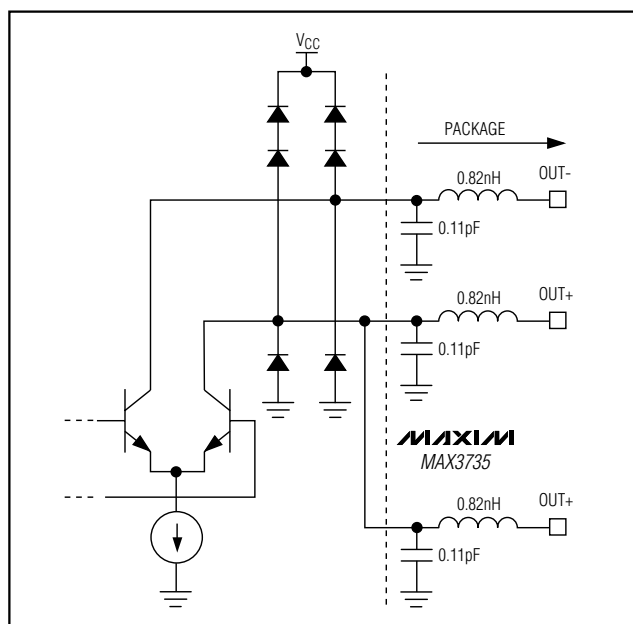 VCC
PACKAGE
0.82nH
OUT-
0.11pF
0.82nH
OUT+
0.11pF
MAXIM
MAX3735
0.82nH
OUT+
0.11pF